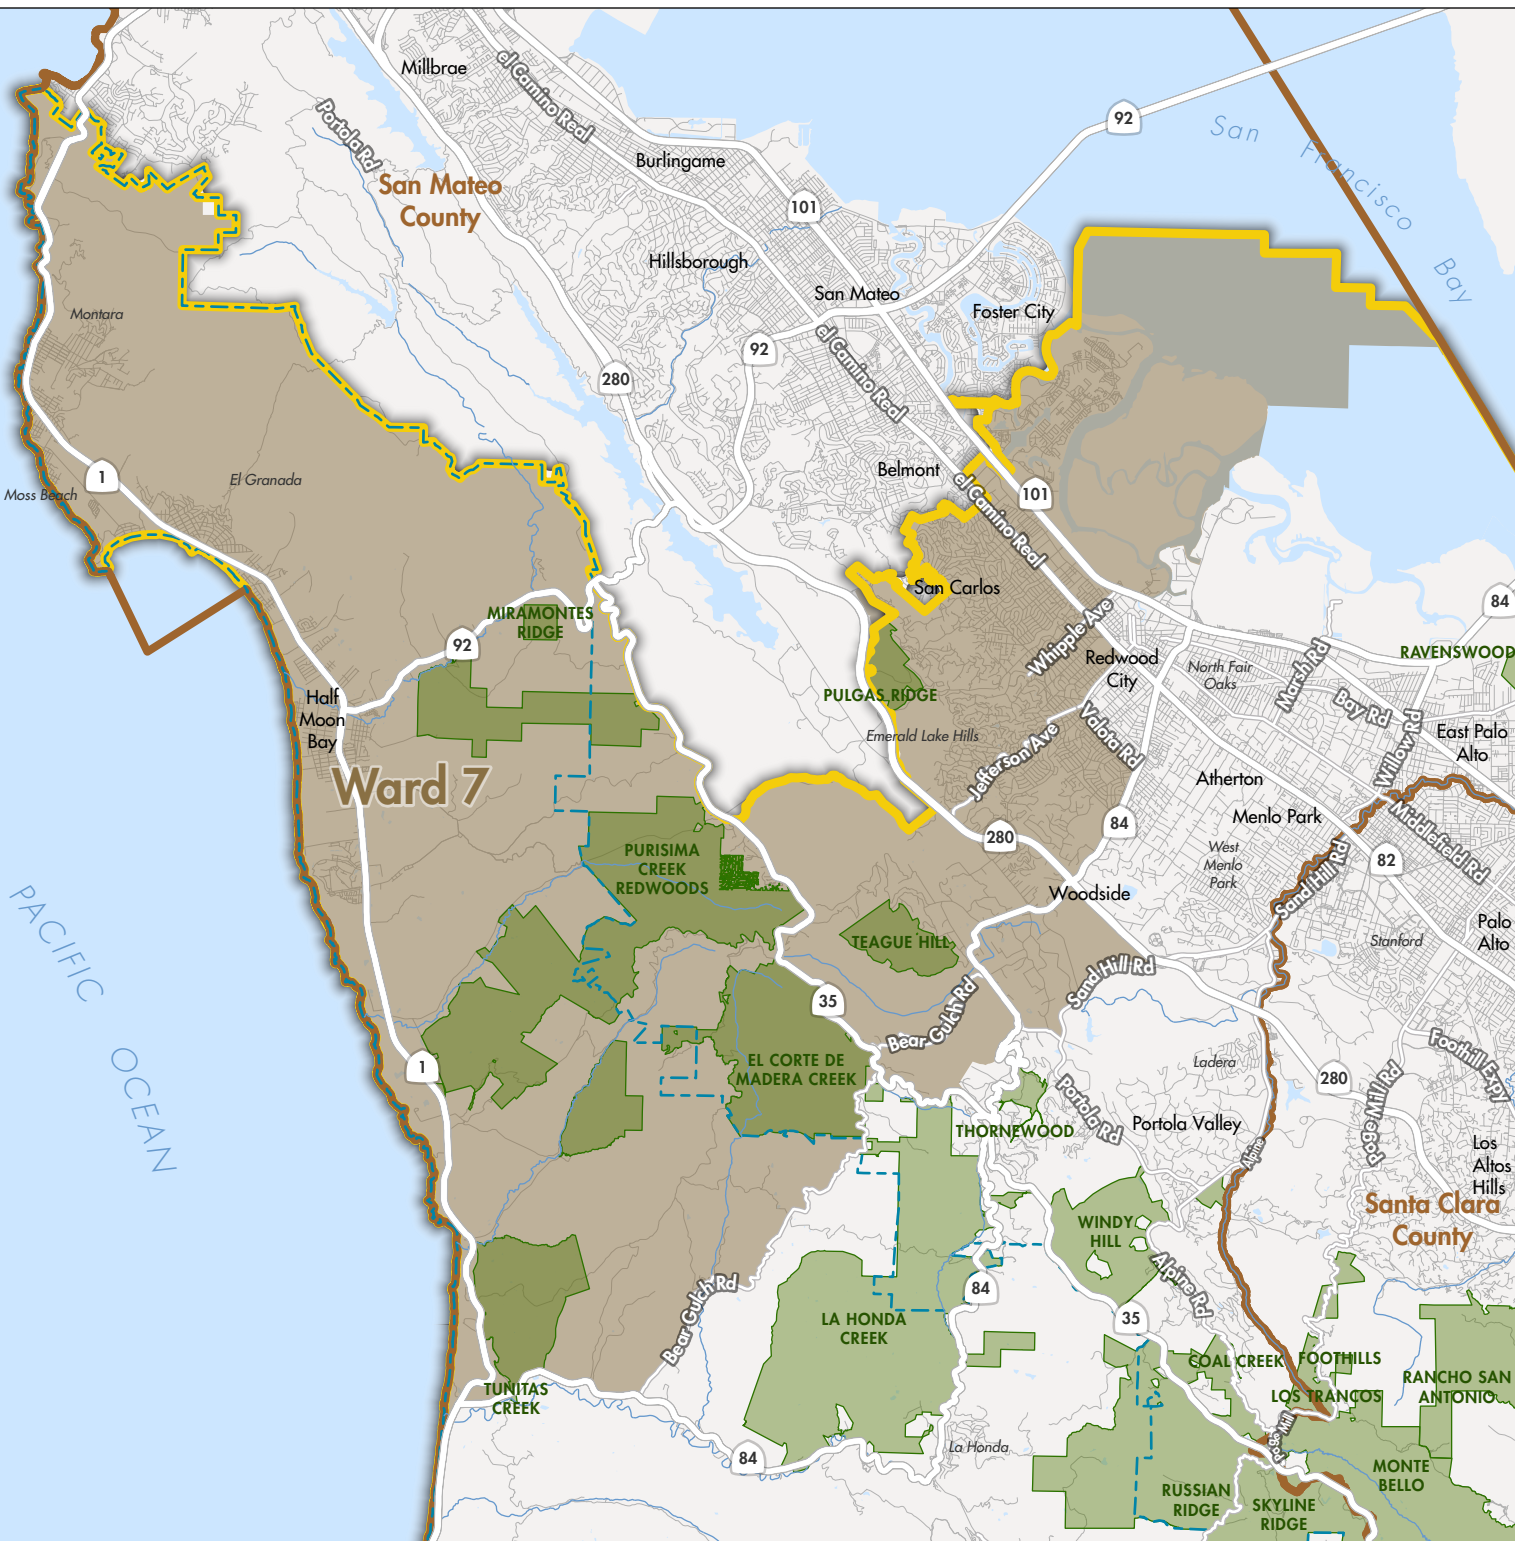 Millbrae
el Camino Real
92
San
Francisco
Bay
Portola Rd
Burlingame
San Mateo
County
101
Hillsborough
San Mateo
Foster City
Montara
92
el Camino Real
280
Belmont
El Granada
1
Moss Beach
el Camino Real
101
San Carlos
84
MIRAMONTES
RIDGE
92
Whipple Ave
Redwood
City
North Fair
Oaks
Marsh Rd
RAVENSWOOD
PULGAS RIDGE
Bay Rd
Half
Moon
Bay
Emerald Lake Hills
Valota Rd
Willow Rd
East Palo
Alto
Jefferson Ave
Ward 7
Atherton
Menlo Park
Middlefield Rd
84
280
West
Menlo
Park
82
PURISIMA
CREEK
REDWOODS
Woodside
Sand Hill Rd
PACIFIC
OCEAN
TEAGUE HILL
Stanford
Palo
Alto
Sand Hill Rd
35
Bear Gulch Rd
EL CORTE DE
MADERA CREEK
1
Ladera
280
Foothill Expy
Portola Rd
Page Mill Rd
THORNEWOOD
Portola Valley
Alpine
Los
Altos
Hills
Santa Clara
County
WINDY
HILL
Alpine Rd
Bear Gulch Rd
84
LA HONDA
CREEK
35
COAL CREEK
FOOTHILLS
LOS TRANCOS
RANCHO SAN
ANTONIO
TUNITAS
CREEK
Page Mill
La Honda
84
MONTE
BELLO
RUSSIAN
RIDGE
SKYLINE
RIDGE